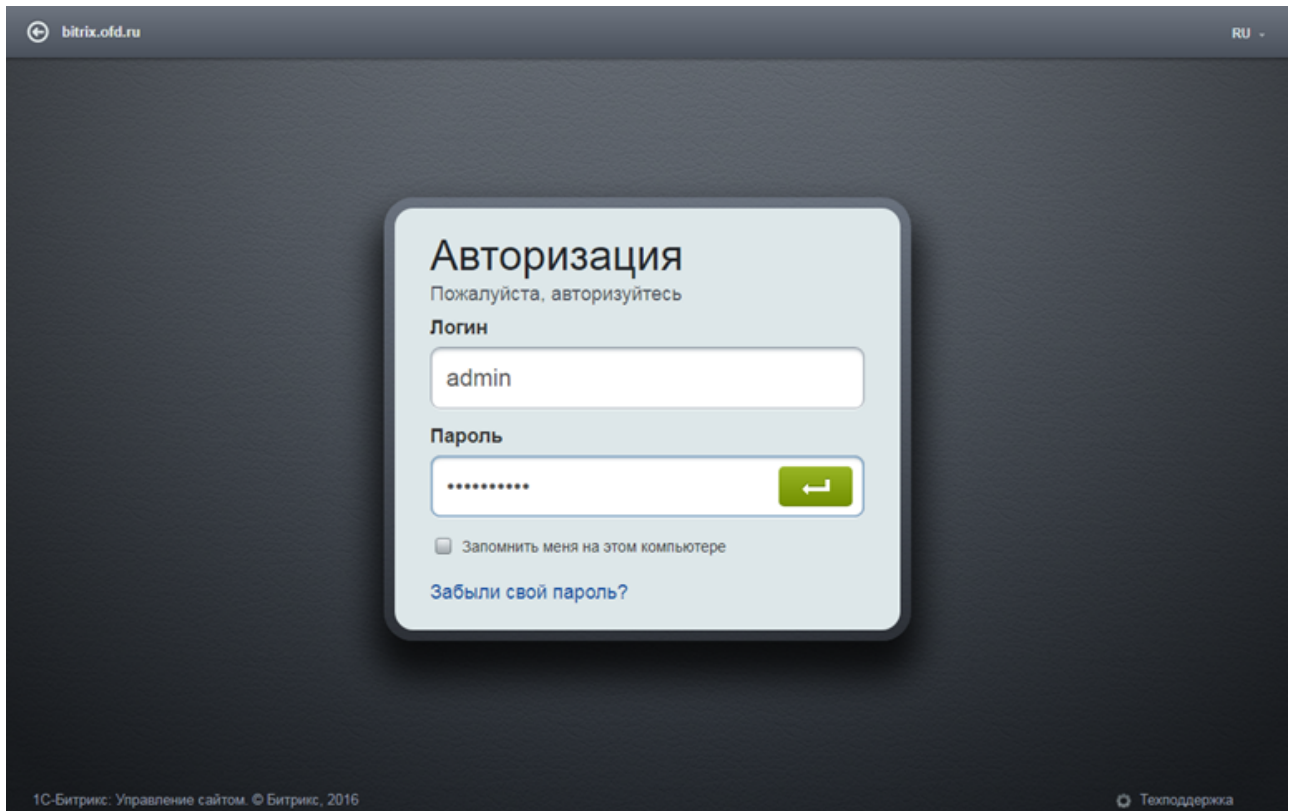 bitrix.ofd.ru
RU
Авторизация
Пожалуйста, авторизуйтесь
Логин
admin
Пароль
••••••••••
Запомнить меня на этом компьютере
Забыли свой пароль?
1С-Битрикс: Управление сайтом. © Битрикс, 2016
Техподдержка